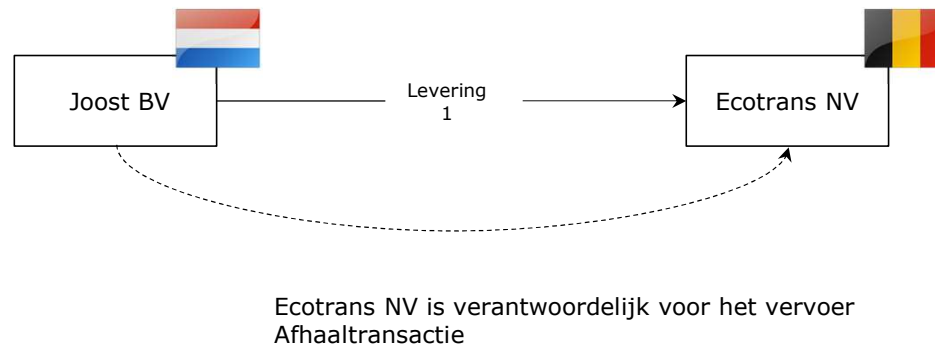 Joost BV
Levering
1
Ecotrans NV
Ecotrans NV is verantwoordelijk voor het vervoer
Afhaaltransactie